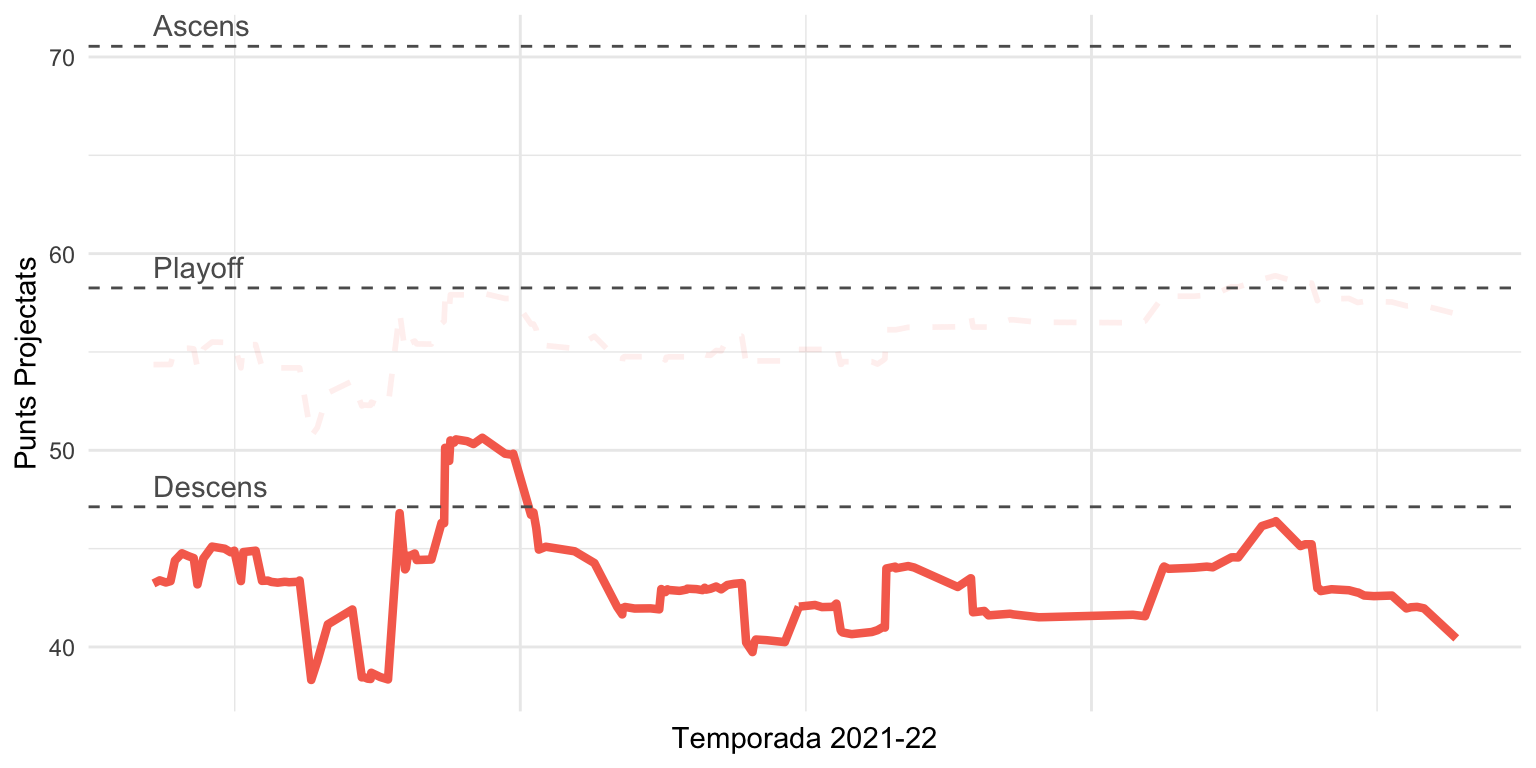 Ascens
70
60
Playoff
50
Descens
40
Punts Projectats
Temporada 2021-22